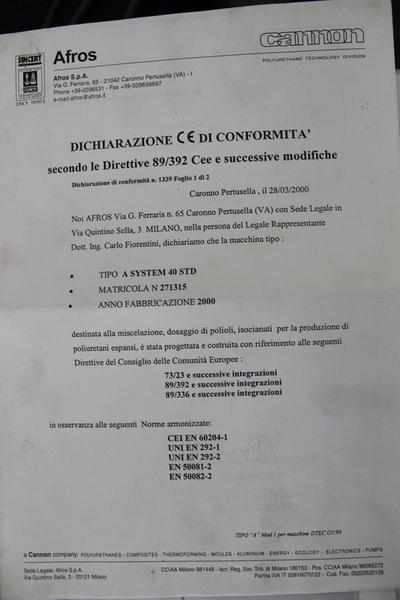 SINCERT
ISO 9001
Afros
cannon
POLYURETHANE TECHNOLOGY DIVISION
Afros S.p.A.
Via G. Ferraris, 65 - 21042 Caronno Pertusella (VA) - I
Phone +39-0296531 - Fax +39-029656897
e-mail:afros@afros.it
DICHIARAZIONE CE DI CONFORMITA'
secondo le Direttive 89/392 Cee e successive modifiche
Dichiarazione di conformità n. 1339 Foglio 1 di 2
Caronno Pertusella , il 28/03/2000
Noi AFROS Via G. Ferraris n. 65 Caronno Pertusella (VA) con Sede Legale in
Via Quintino Sella, 3 MILANO, nella persona del Legale Rappresentante
Dott. Ing. Carlo Fiorentini, dichiariamo che la macchina tipo :
• TIPO A SYSTEM 40 STD
• MATRICOLA N 271315
• ANNO FABBRICAZIONE 2000
destinata alla miscelazione, dosaggio di polioli, isocianati per la produzione di
poliuretani espansi, è stata progettata e costruita con riferimento alle seguenti
Direttive del Consiglio delle Comunità Europee :
73/23 e successive integrazioni
89/392 e successive integrazioni
89/336 e successive integrazioni
in osservanza alle seguenti Norme armonizzate:
CEI EN 60204-1
UNI EN 292-1
UNI EN 292-2
EN 50081-2
EN 50082-2
TIPO "A" Mod 1 per macchine DTEC O1/99
a Cannon company: POLYURETHANES - COMPOSITES - THERMOFORMING - MOULDS - ALUMINIUM - ENERGY - ECOLOGY - ELECTRONICS - PUMPS
Sede Legale: Afros S.p.A.
Via Quintino Sella, 3 - 20121 Milano
CCIAA Milano 981448 - Iscr. Reg. Soc. Trib. di Milano 180153 - Pos. CCIAA Milano MI065272
Partita IVA IT 00816070122 - Cod. Fisc. 00220520126